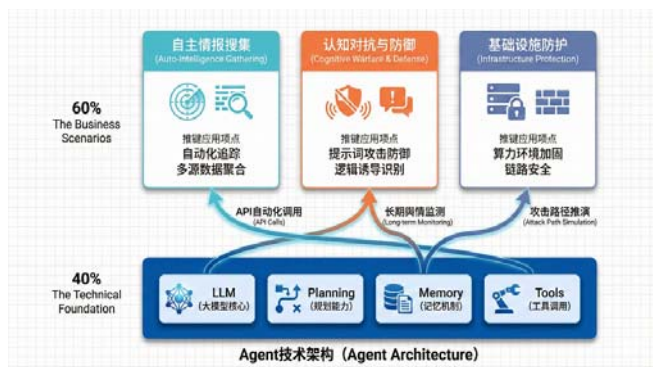 自主情报搜集
(Auto-Intelligence Gathering)
推键应用项点
自动化追踪
多源数据聚合
认知对抗与防御
(Cognitive Warfare & Defense)
推键应用项点
提示词攻击防御
逻辑诱导识别
基础设施防护
(Infrastructure Protection)
推键应用项点
算力环境加固
链路安全
60%
The Business
Scenarios
API自动化调用
(API Calls)
长期舆情监测
(Long-term Monitoring)
攻击路径推演
(Attack Path Simulation)
40%
The Technical
Foundation
LLM
(大模型核心)
Planning
(规划能力)
Memory
(记忆机制)
Tools
(工具调用)
Agent技术架构（Agent Architecture）